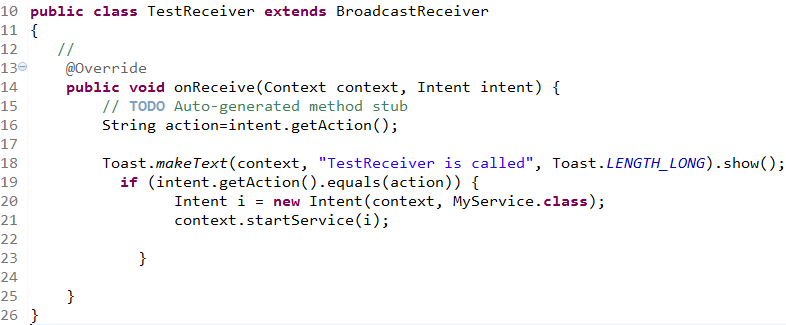 10 public class TestReceiver extends BroadcastReceiver
11 {
12    //
13     @Override
14     public void onReceive(Context context, Intent intent) {
15         // TODO Auto-generated method stub
16         String action=intent.getAction();
17
18         Toast.makeText(context, "TestReceiver is called", Toast.LENGTH_LONG).show();
19           if (intent.getAction().equals(action)) {
20                 Intent i = new Intent(context, MyService.class);
21                 context.startService(i);
22
23             }
24
25     }
26 }